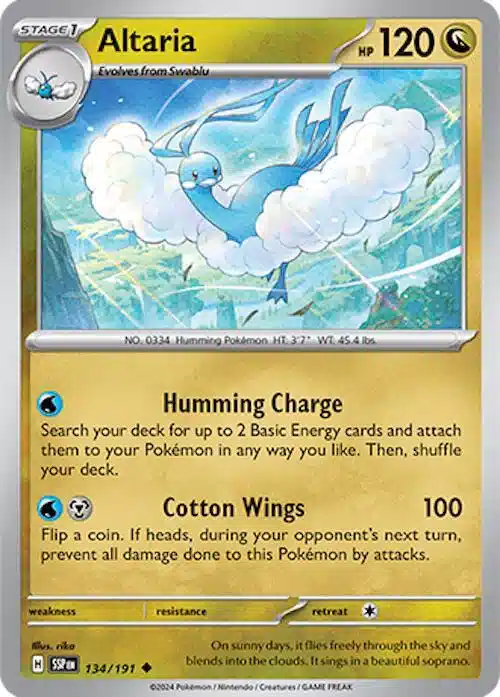 STAGE1
Altaria
HP 120
Evolves from Swablu
NO. 0334 Humming Pokémon HT: 3'7" WT: 45.4 lbs.
Humming Charge
Search your deck for up to 2 Basic Energy cards and attach
them to your Pokémon in any way you like. Then, shuffle
your deck.
Cotton Wings 100
Flip a coin. If heads, during your opponent's next turn,
prevent all damage done to this Pokémon by attacks.
weakness resistance retreat
Illus. rika
H SSP EN 134/191
On sunny days, it flies freely through the sky and
blends into the clouds. It sings in a beautiful soprano.
©2024 Pokémon / Nintendo / Creatures / GAME FREAK